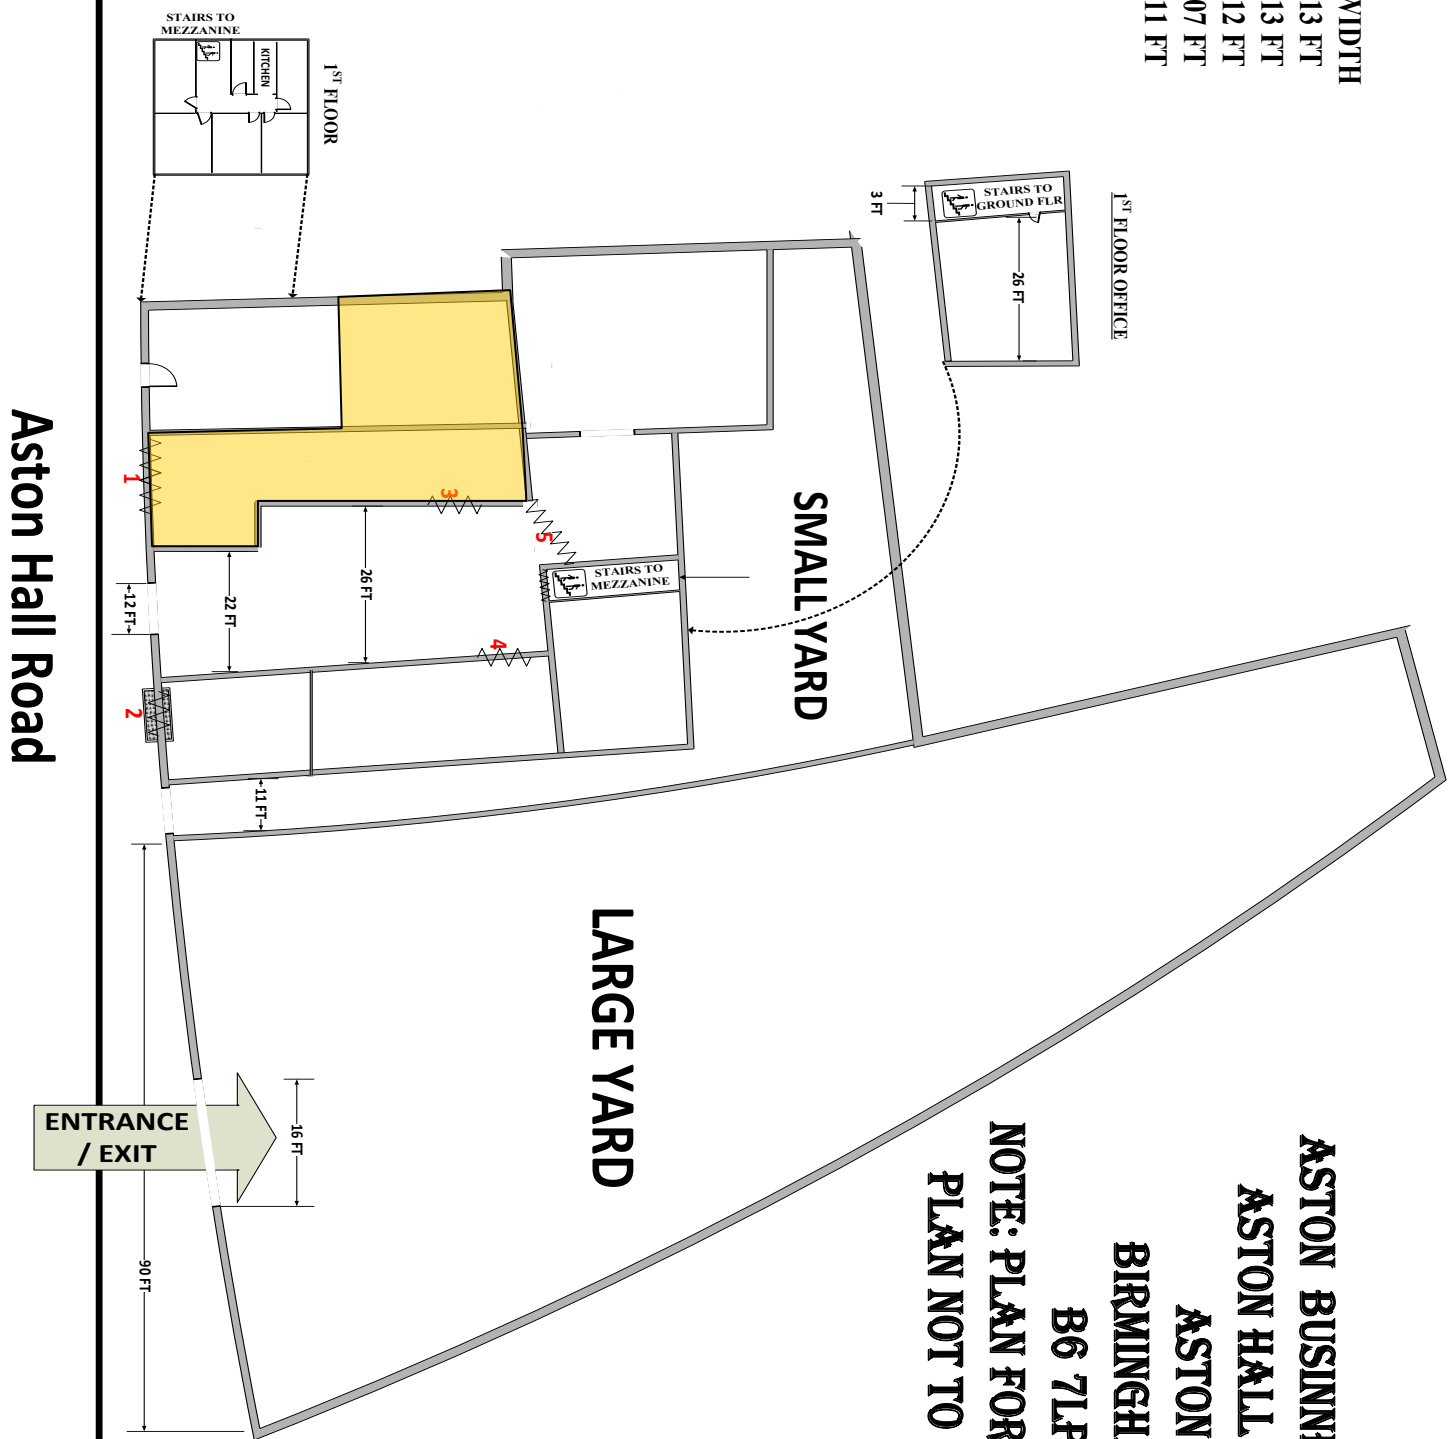 WIDTH
13 FT
13 FT
12 FT
07 FT
11 FT
STAIRS TO
MEZZANINE
KITCHEN
1ST FLOOR
STAIRS TO
GROUND FLR
3 FT
26 FT
1ST FLOOR OFFICE
1
3
5
STAIRS TO
MEZZANINE
26 FT
22 FT
12 FT
4
2
11 FT
SMALL YARD
LARGE YARD
Aston Hall Road
ENTRANCE
/ EXIT
16 FT
90 FT
ASTON BUSINN
ASTON HALL
ASTON
BIRMINGH
B6 7LF
NOTE: PLAN FOR
PLAN NOT TO